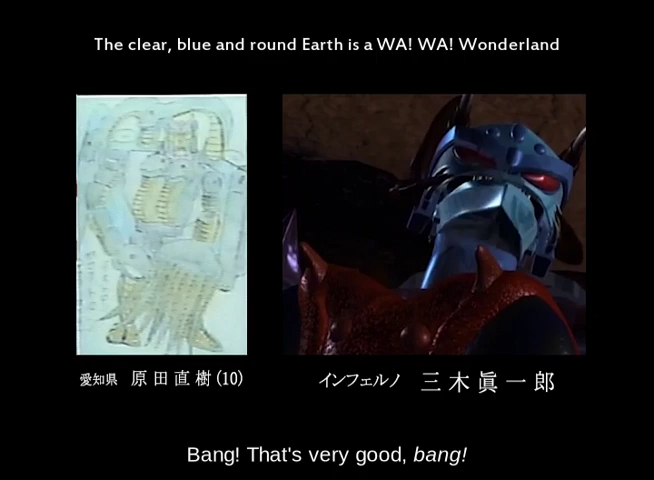 The clear, blue and round Earth is a WA! WA! Wonderland
愛知県 原田直樹(10)
インフェルノ 三木眞一郎
Bang! That's very good, bang!